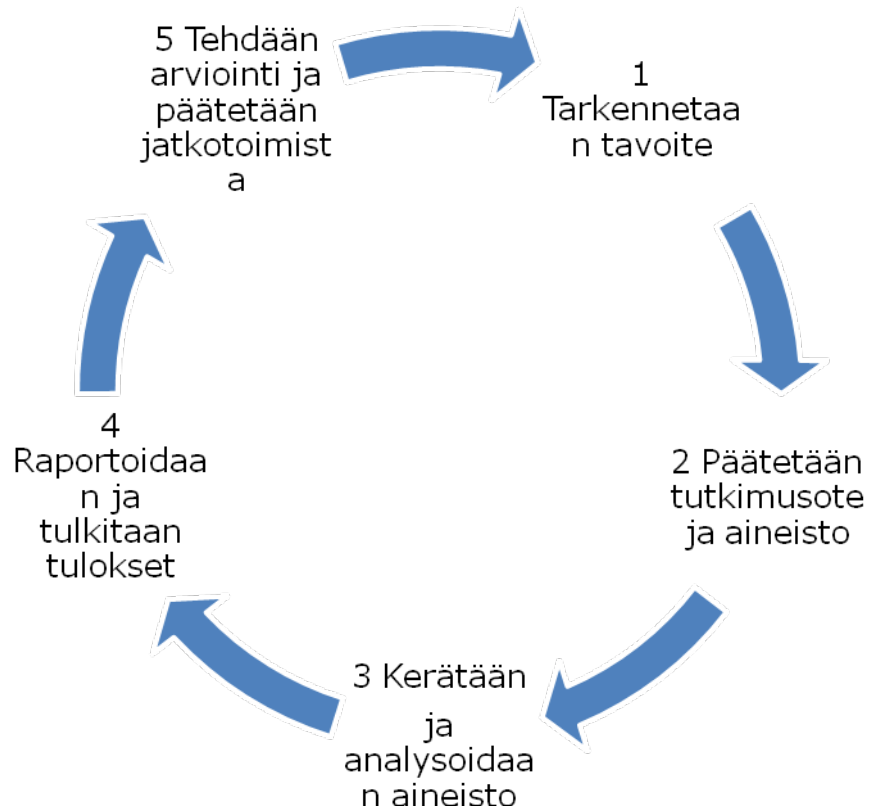 1
Tarkennetaa
n tavoite
2 Päätetään
tutkimusote
ja aineisto
3 Kerätään
ja
analysoidaa
n aineisto
4
Raportoidaa
n ja
tulkitaan
tulokset
5 Tehdään
arviointi ja
päätetään
jatkotoimist
a